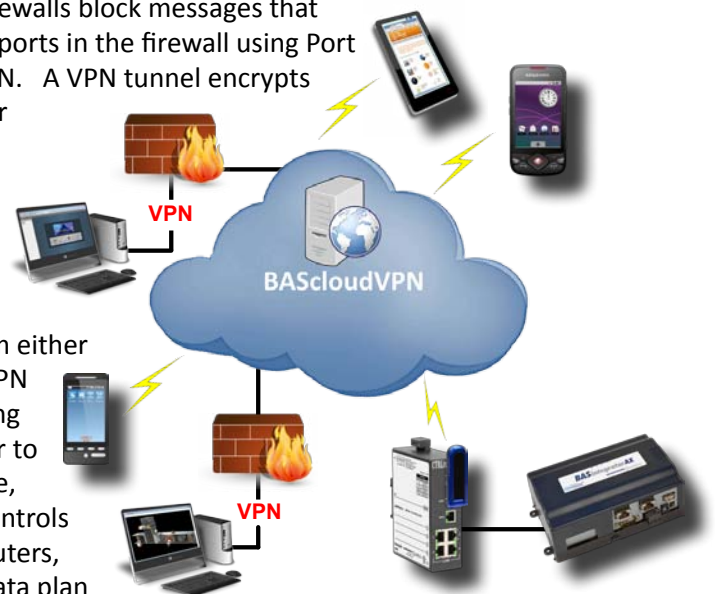 ewalls block messages that
ports in the firewall using Port
N. A VPN tunnel encrypts
r
VPN
BAScloudVPN
n either
PN
ng
r to
e,
ntrols
uters,
ata plan
VPN